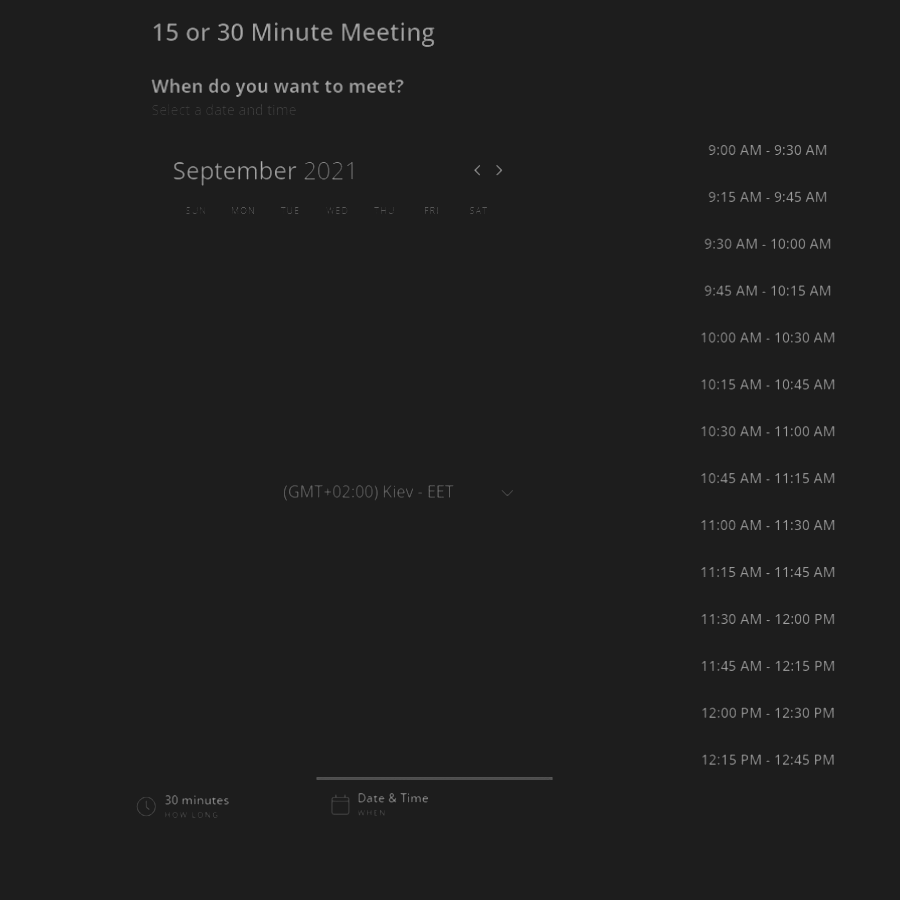 15 or 30 Minute Meeting
When do you want to meet?
Select a date and time
September 2021
SUN MON TUE WED THU FRI SAT
(GMT+02:00) Kiev - EET
9:00 AM - 9:30 AM
9:15 AM - 9:45 AM
9:30 AM - 10:00 AM
9:45 AM - 10:15 AM
10:00 AM - 10:30 AM
10:15 AM - 10:45 AM
10:30 AM - 11:00 AM
10:45 AM - 11:15 AM
11:00 AM - 11:30 AM
11:15 AM - 11:45 AM
11:30 AM - 12:00 PM
11:45 AM - 12:15 PM
12:00 PM - 12:30 PM
12:15 PM - 12:45 PM
30 minutes
HOW LONG
Date & Time
WHEN